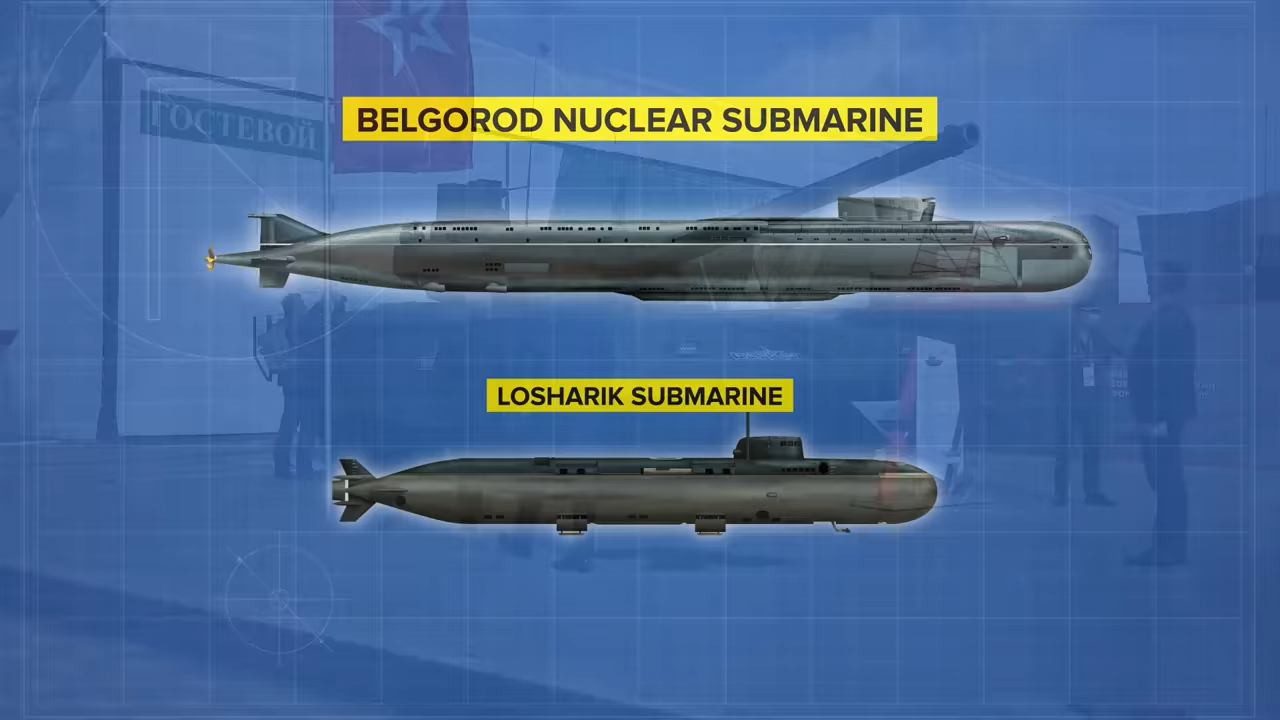 ГОСТЕВОЙ
BELGOROD NUCLEAR SUBMARINE
LOSHARIK SUBMARINE